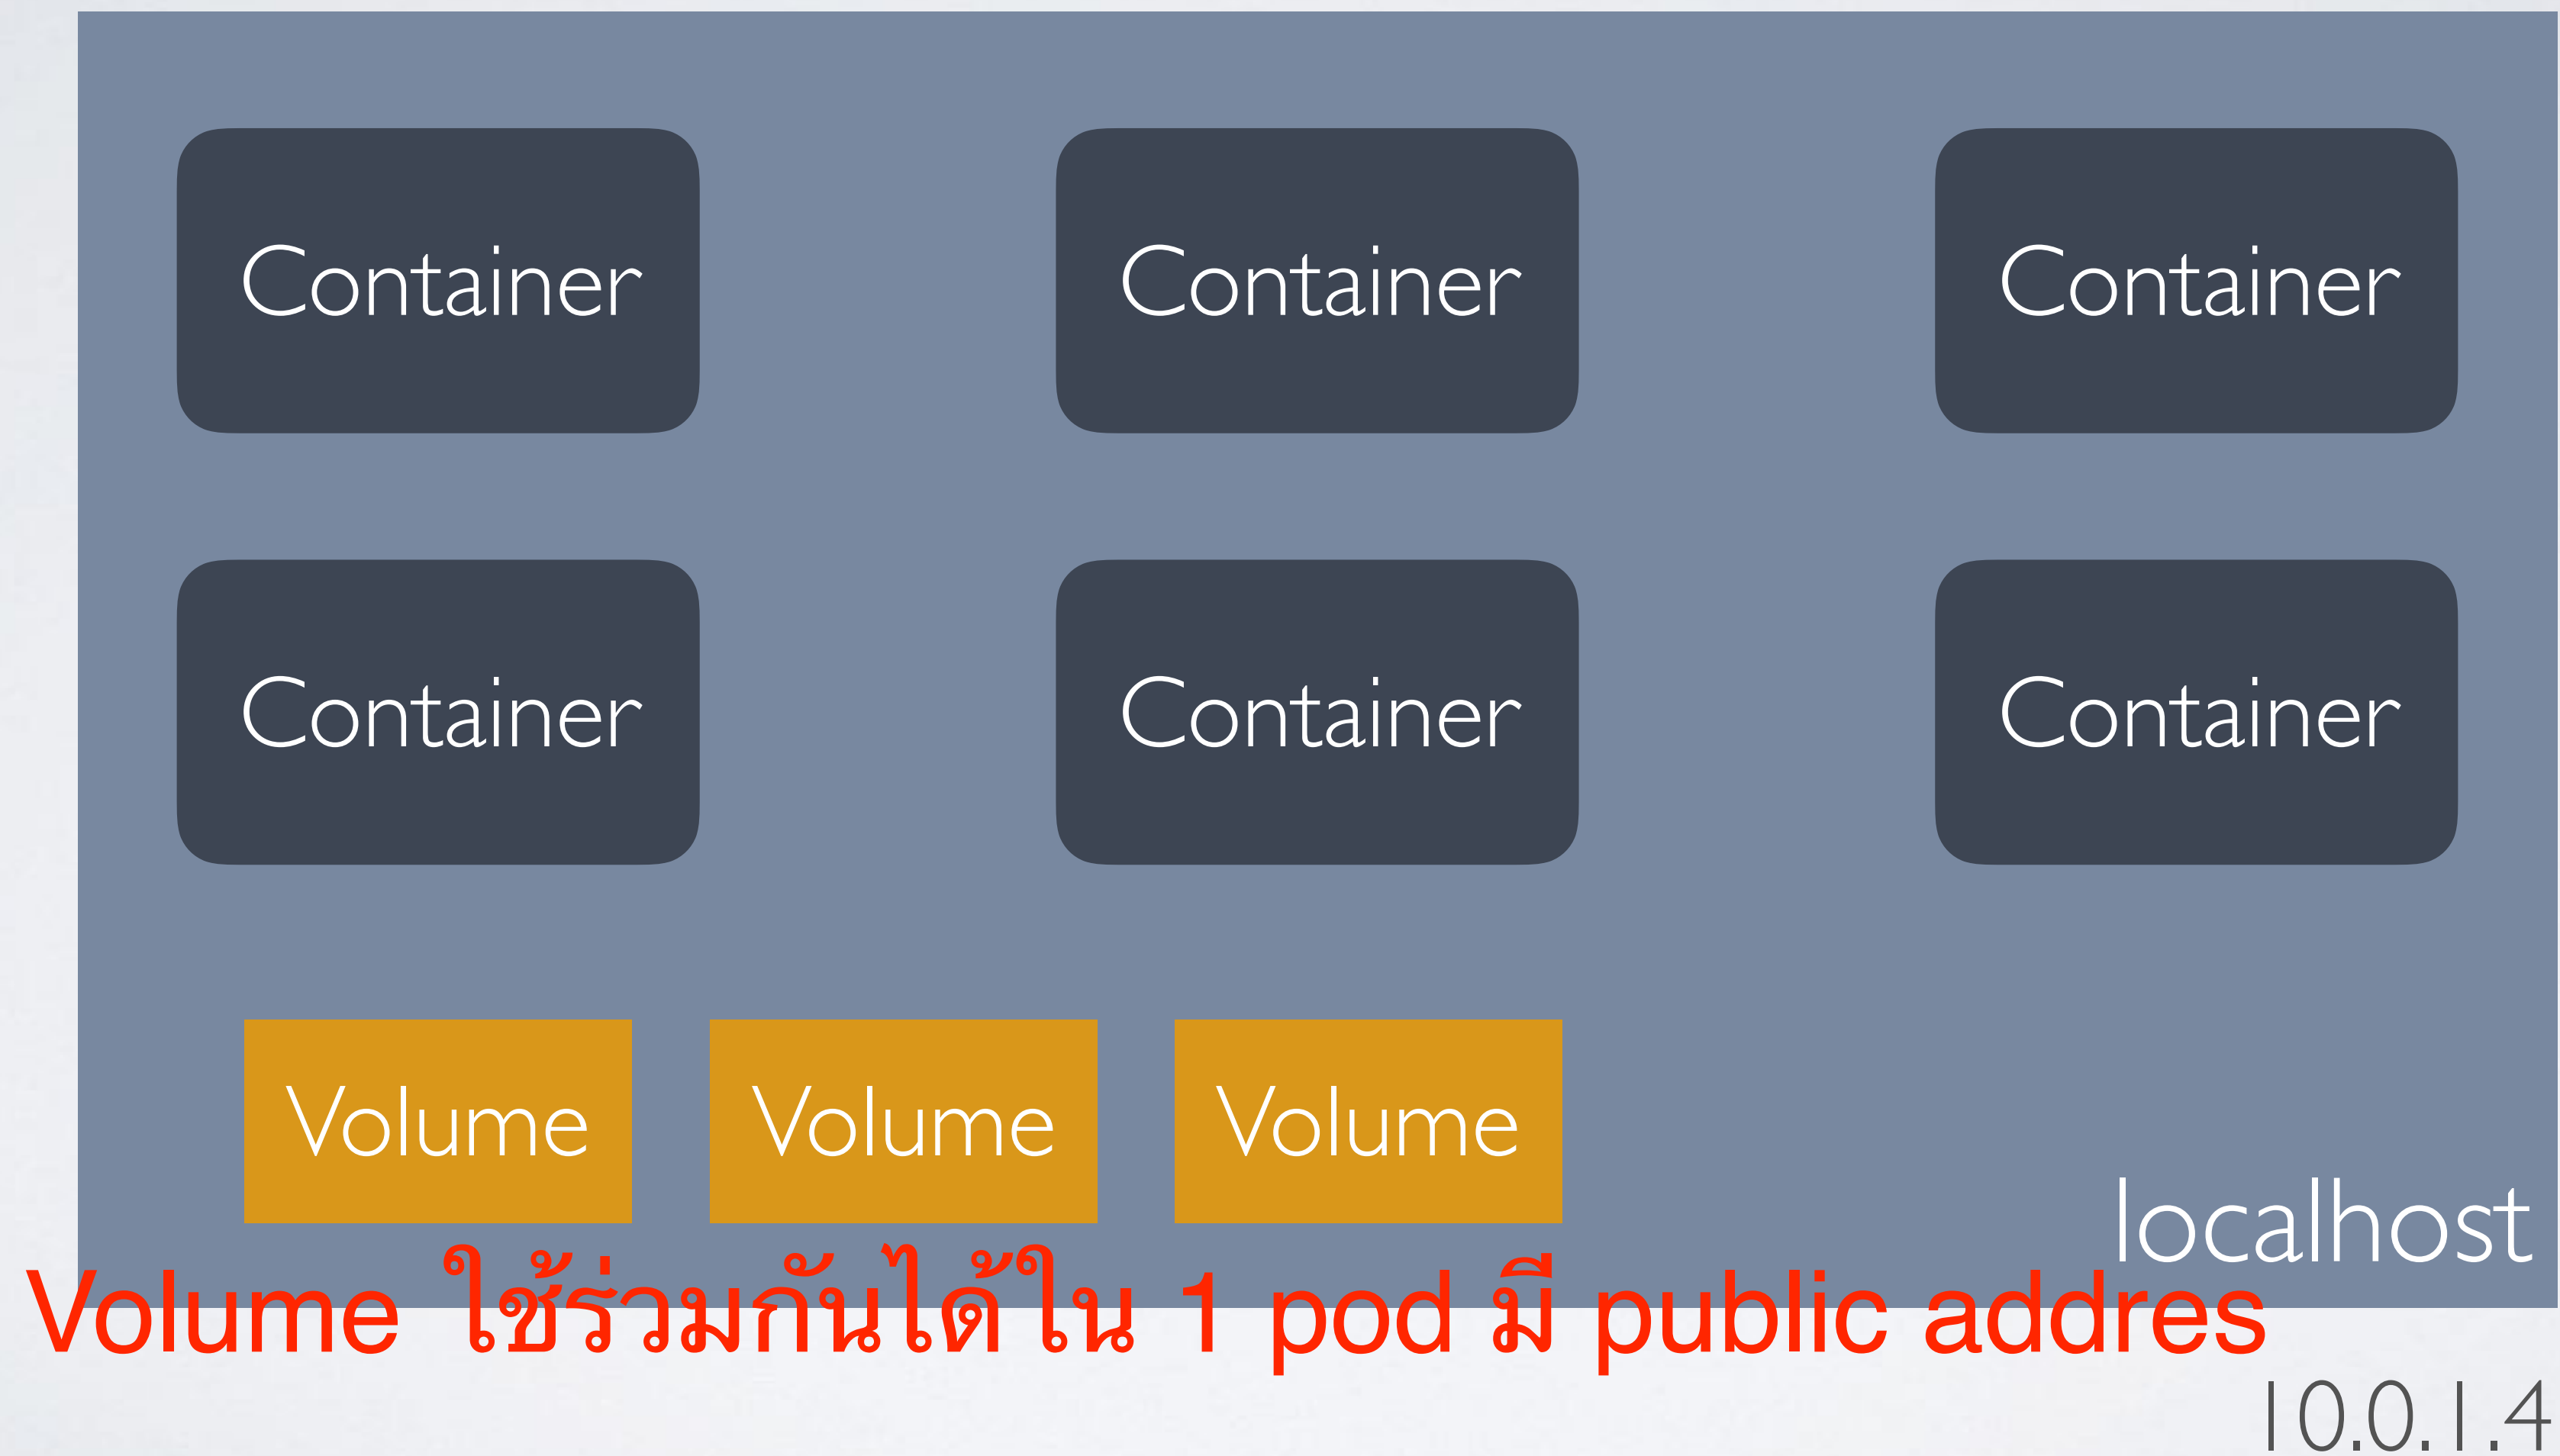 Container Container Container
Container Container Container
Volume Volume Volume
localhost
Volume ใช้ร่วมกันได้ใน 1 pod มี public addres
10.0.1.4